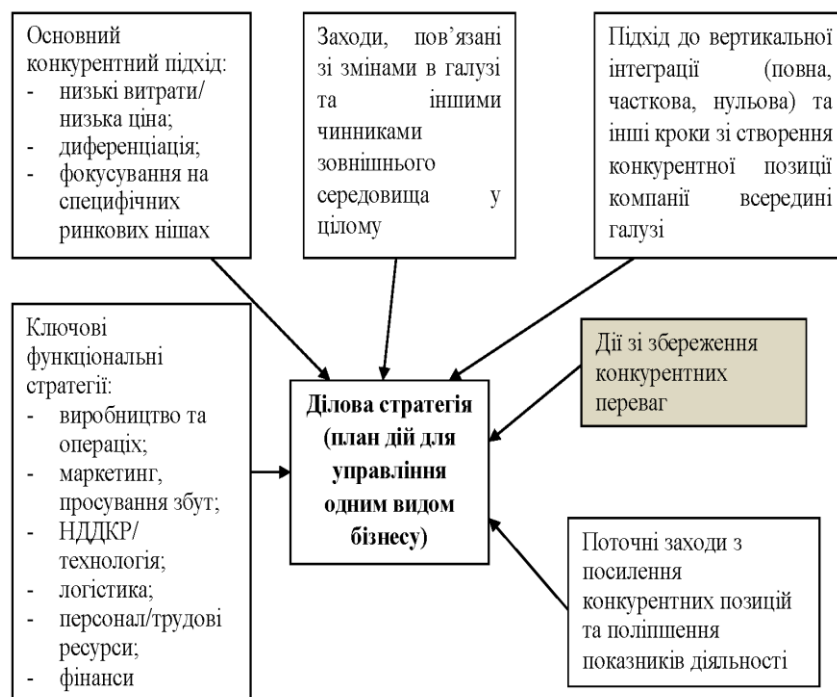 Основний
конкурентний підхід:
- низькі витрати/
низька ціна;
- диференціація;
- фокусування на
специфічних
ринкових нішах
Заходи, пов’язані
зі змінами в галузі
та іншими
чинниками
зовнішнього
середовища у
цілому
Підхід до вертикальної
інтеграції (повна,
часткова, нульова) та
інші кроки зі створення
конкурентної позиції
компанії всередині
галузі
Ключові
функціональні
стратегії:
- виробництво та
операціх;
- маркетинг,
просування збут;
- НДДКР/
технологія;
- логістика;
- персонал/трудові
ресурси;
- фінанси
Ділова стратегія
(план дій для
управління
одним видом
бізнесу)
Дії зі збереження
конкурентних
переваг
Поточні заходи з
посилення
конкурентних позицій
та поліпшення
показників діяльності